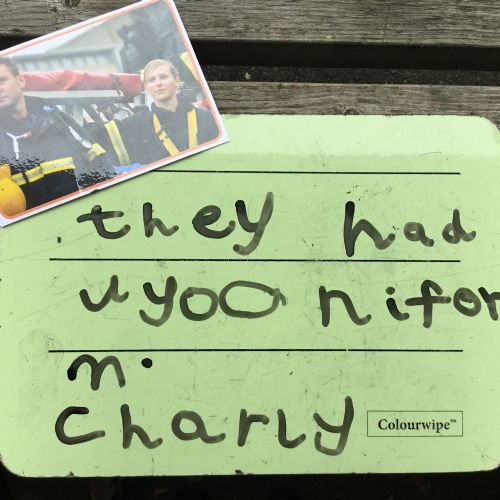 they had
uyoo nifor
m.
Charly
Colourwipe™